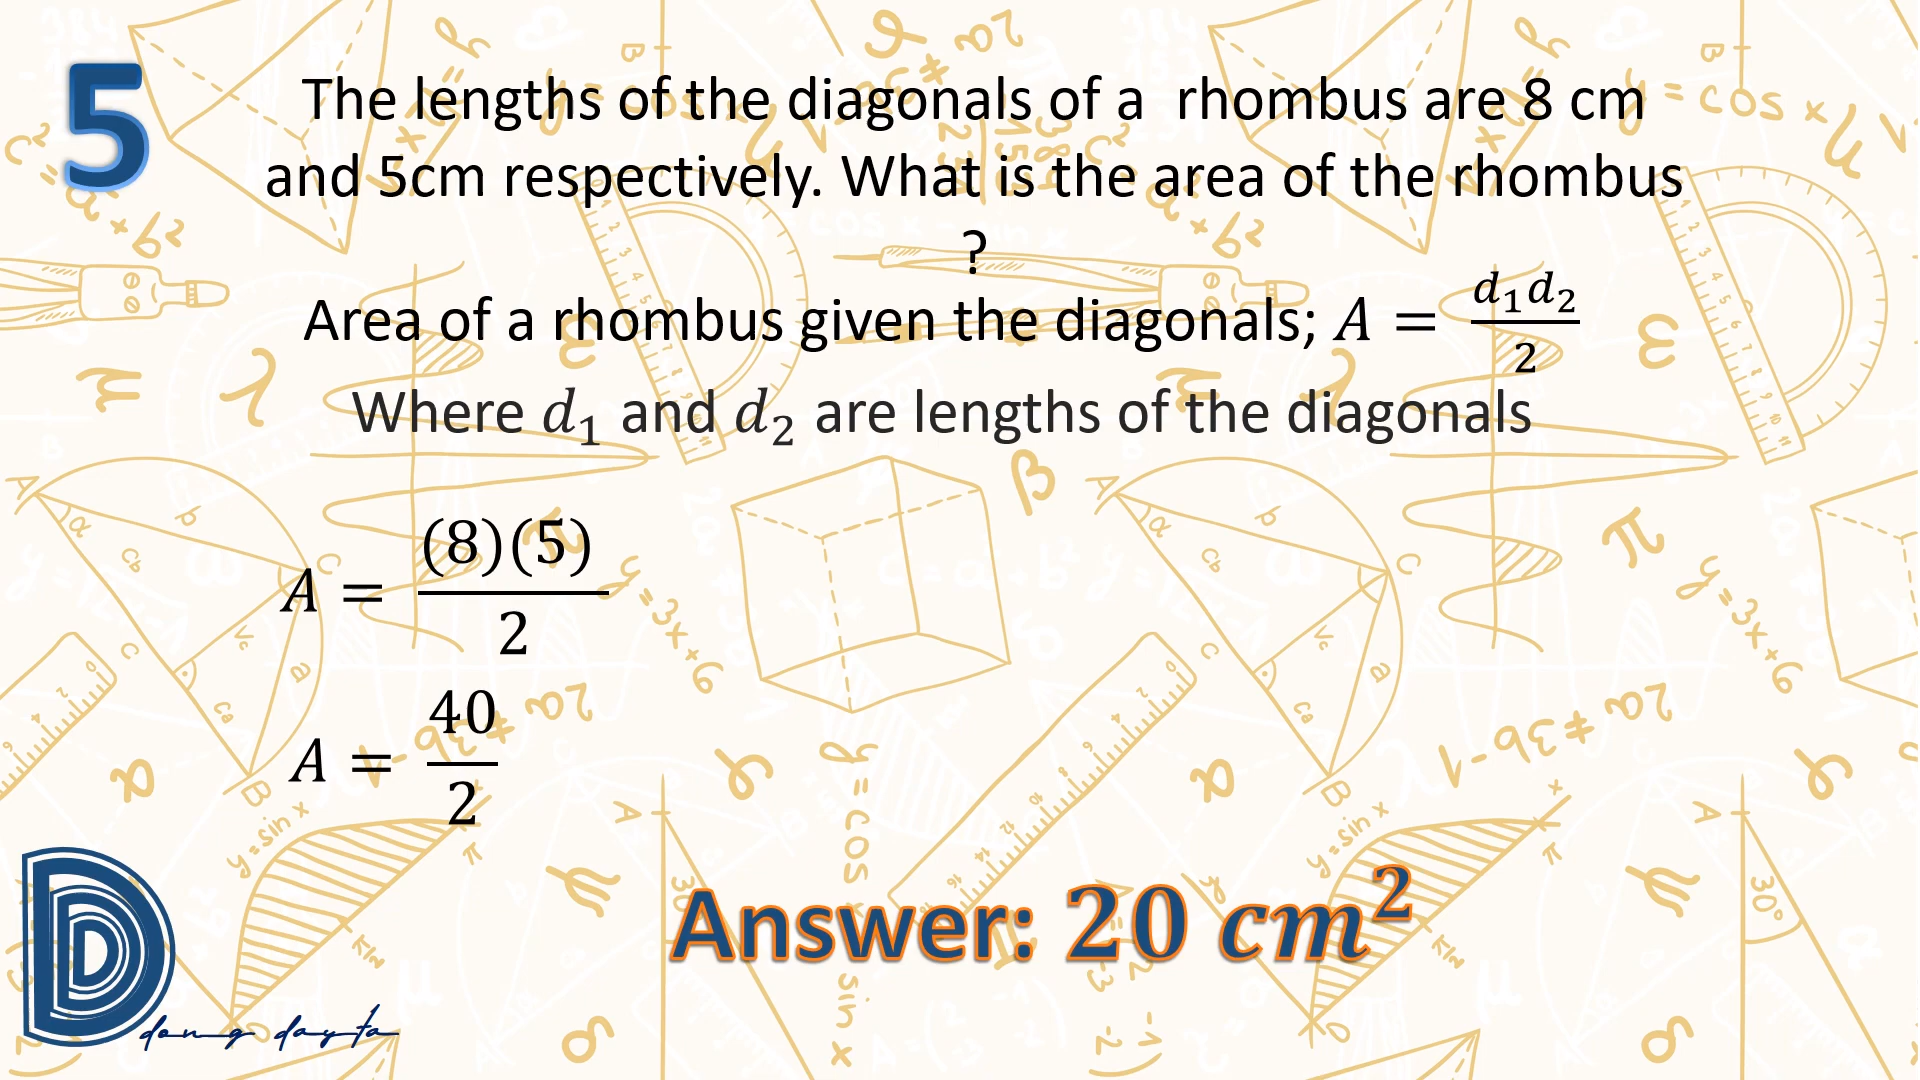 5
The lengths of the diagonals of a rhombus are 8 cm
and 5cm respectively. What is the area of the rhombus
?
Area of a rhombus given the diagonals; A = d₁d₂/2
Where d₁ and d₂ are lengths of the diagonals
A = (8)(5)/2
A = 40/2
Answer: 20 cm²
dong dayta